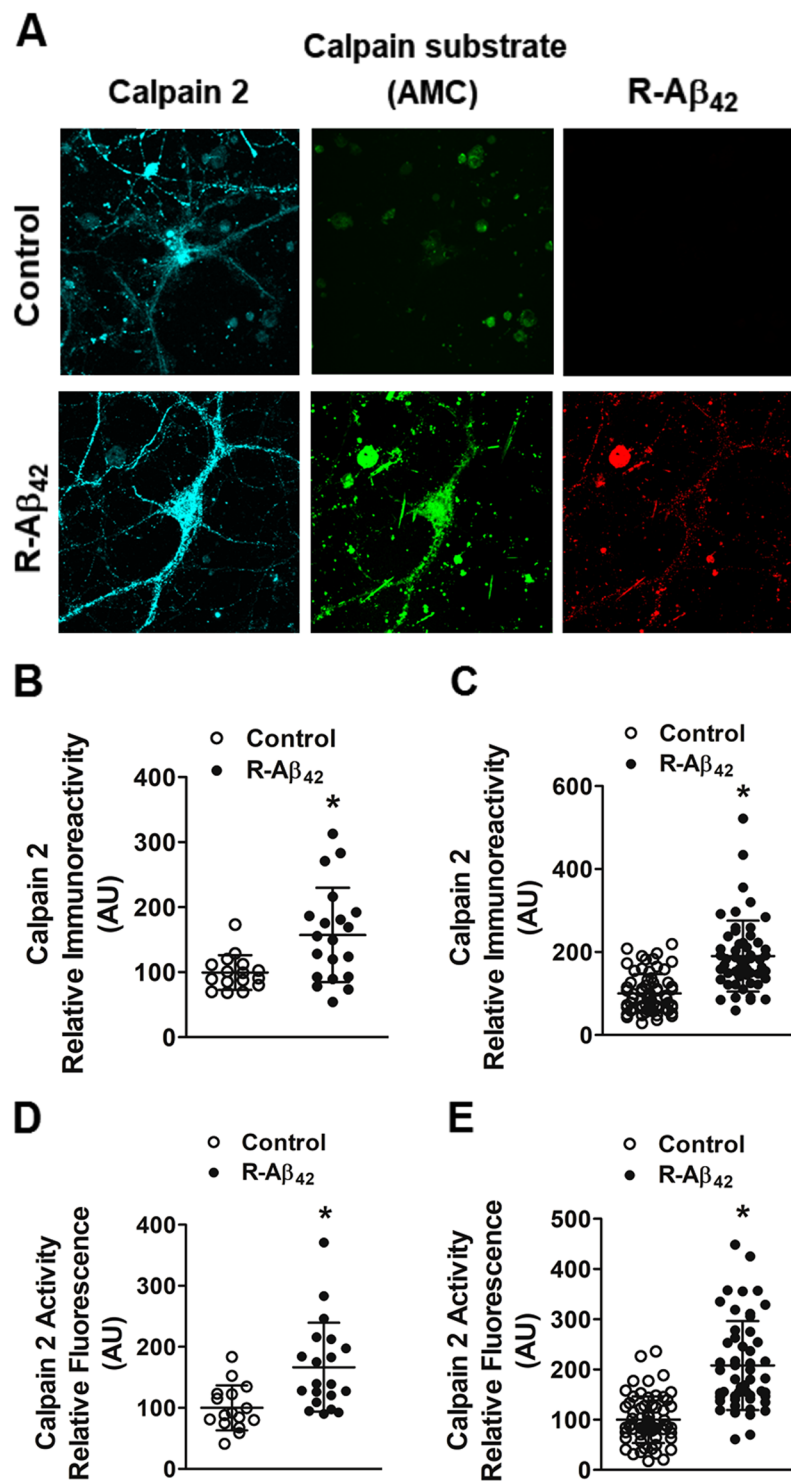 A
Calpain substrate
Calpain 2
(AMC)
R-Aβ42
Control
R-Aβ42
B
Control
R-Aβ42
Calpain 2
Relative Immunoreactivity
(AU)
400
300
200
100
0
*
C
Control
R-Aβ42
Calpain 2
Relative Immunoreactivity
(AU)
600
400
200
0
*
D
Control
R-Aβ42
Calpain 2 Activity
Relative Fluorescence
(AU)
400
300
200
100
0
*
E
Control
R-Aβ42
Calpain 2 Activity
Relative Fluorescence
(AU)
500
400
300
200
100
0
*